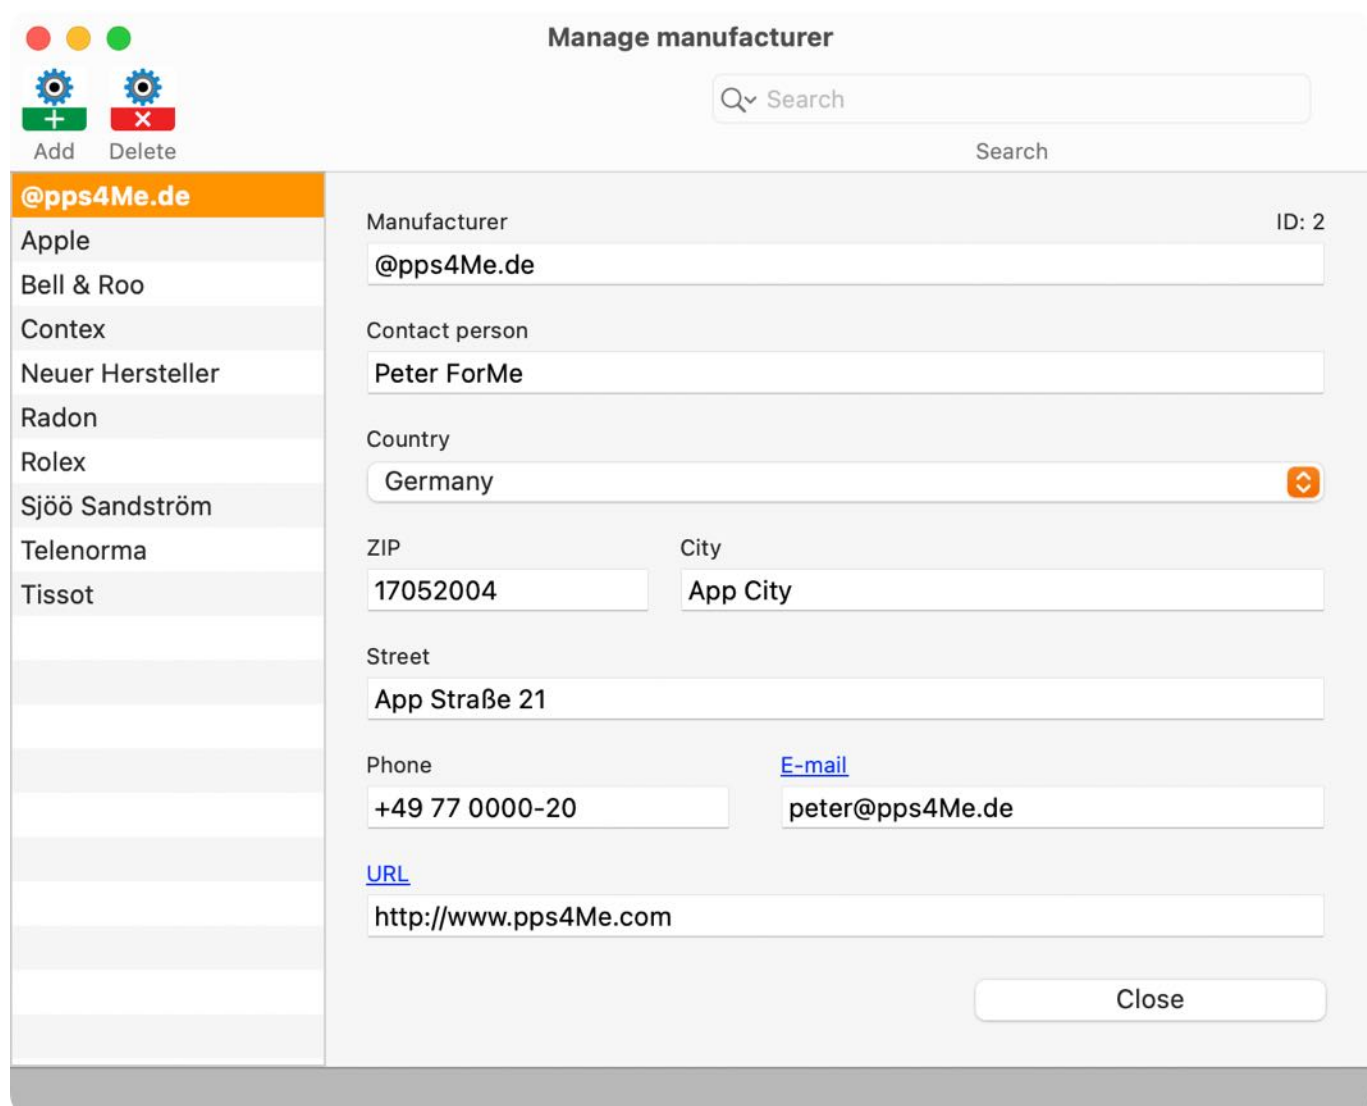 Manage manufacturer
Search
Add Delete
Search
@pps4Me.de
Apple
Bell & Roo
Contex
Neuer Hersteller
Radon
Rolex
Sjöö Sandström
Telenorma
Tissot
Manufacturer ID: 2
@pps4Me.de
Contact person
Peter ForMe
Country
Germany
ZIP City
17052004 App City
Street
App Straße 21
Phone E-mail
+49 77 0000-20 peter@pps4Me.de
URL
http://www.pps4Me.com
Close